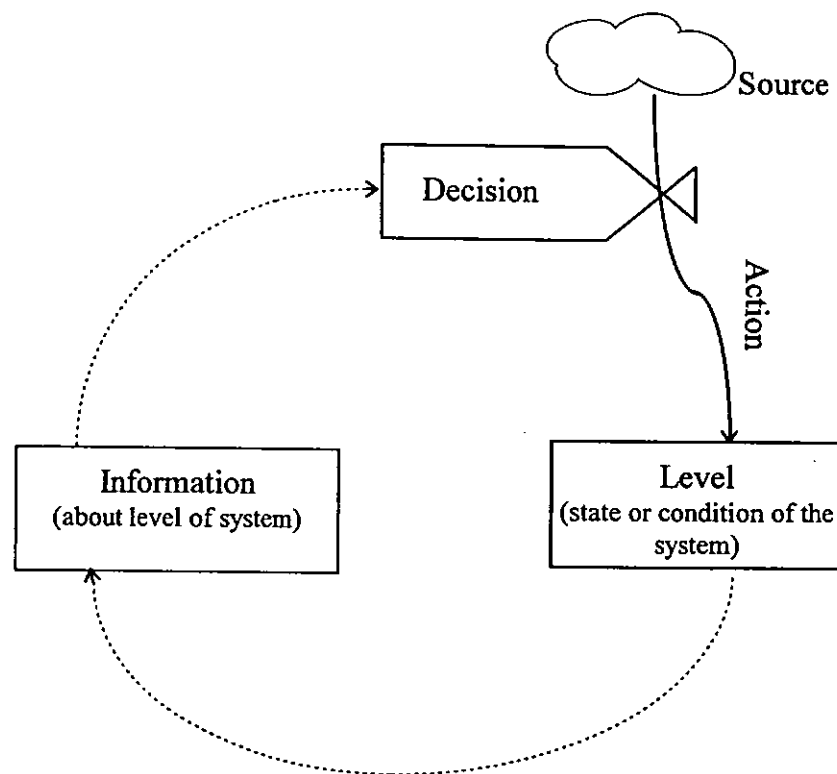 Source
Decision
Action
Information
(about level of system)
Level
(state or condition of the
system)